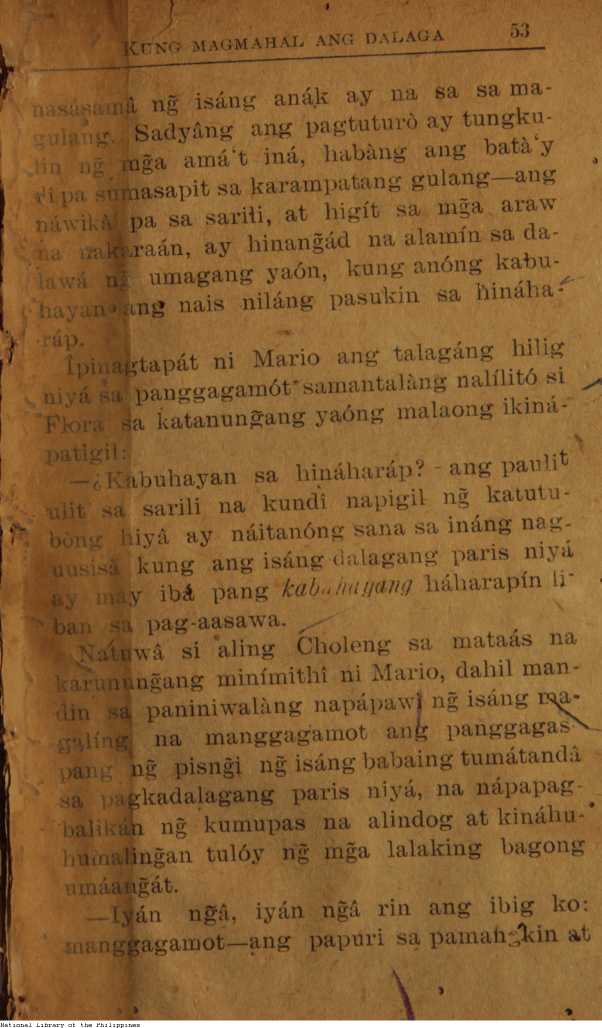 KUNG MAGMAHAL ANG DALAGA 53
nasásamâ ng̃ isáng anák ay na sa sa ma-
gulang. Sadyâng ang pagtuturò ay tungku-
lin ng̃ mg̃a amá't iná, habàng ang batà'y
di pa sumasapit sa karampatang gulang—ang
náwikà pa sa sarili, at higít sa mg̃a araw
na nakaraán, ay hinang̃ád na alamín sa da-
lawá ng̃ umagang yaón, kung anóng kabu-
hayan ang nais niláng pasukin sa hináha-
ráp.
Ipinagtapát ni Mario ang talagáng hilig
niyá sa panggagamót samantalàng nalílitó si
Flora sa katanung̃ang yaóng malaong ikiná-
patigil:
—¿Kabuhayan sa hináharáp? - ang paulit
ulit sa sarili na kundî napigil ng̃ katutu-
bong hiyâ ay náitanóng sana sa ináng nag-
uusisà kung ang isáng dalagang paris niyá
ay may ibá pang kabuhayang háharapín li-
ban sa pag-aasawa.
Natuwâ si aling Choleng sa mataás na
karunung̃ang minímithî ni Mario, dahil man-
din sa paniniwalàng napápawì ng̃ isáng ma-
galíng na manggagamot ang panggagas-
pang ng̃ pisng̃i ng̃ isáng babaing tumátandâ
sa pagkadalagang paris niyá, na nápapag-
balikán ng̃ kumupas na alindog at kináhu-
humaling̃an tulóy ng̃ mg̃a lalaking bagong
umáang̃át.
—Iyán ng̃â, iyán ng̃â rin ang ibig ko:
manggagamot—ang papuri sa pamahkin at
National Library of the Philippines